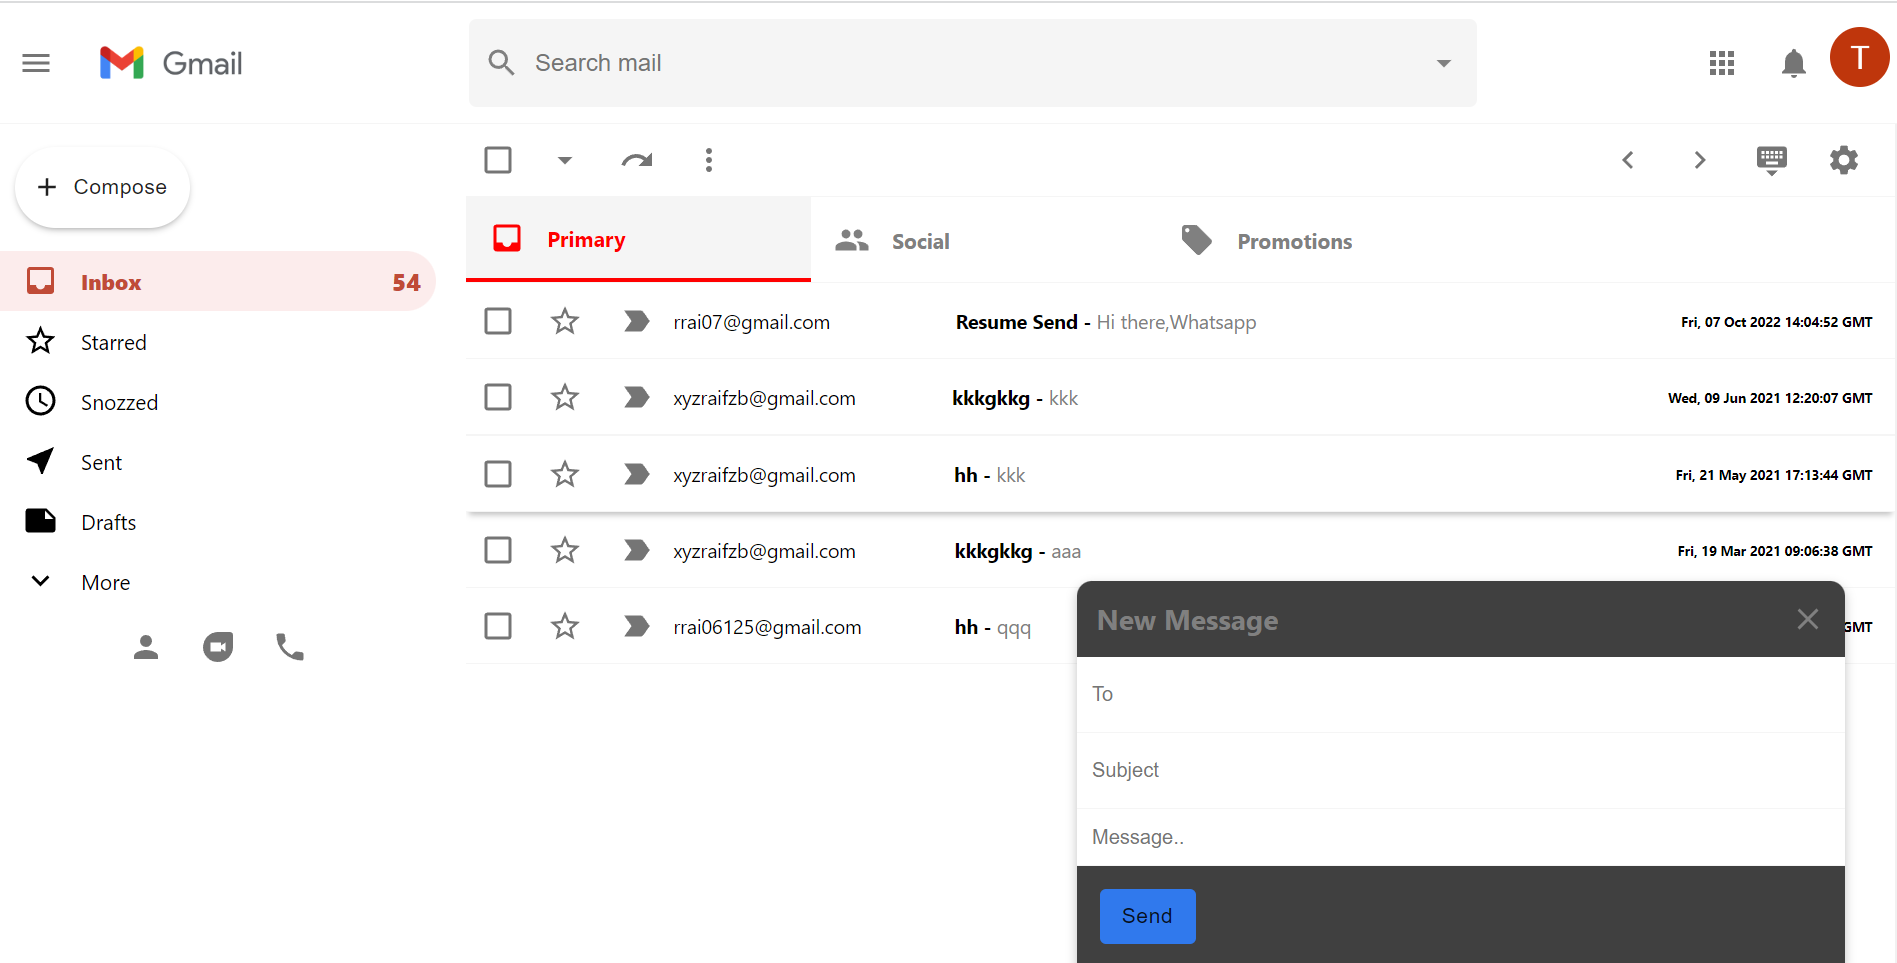 Gmail
Search mail
T
Compose
Inbox 54
Starred
Snozzed
Sent
Drafts
More
Primary Social Promotions
rrai07@gmail.com Resume Send - Hi there,Whatsapp Fri, 07 Oct 2022 14:04:52 GMT
xyzraifzb@gmail.com kkkgkkg - kkk Wed, 09 Jun 2021 12:20:07 GMT
xyzraifzb@gmail.com hh - kkk Fri, 21 May 2021 17:13:44 GMT
xyzraifzb@gmail.com kkkgkkg - aaa Fri, 19 Mar 2021 09:06:38 GMT
rrai06125@gmail.com hh - qqq GMT
New Message
To
Subject
Message..
Send